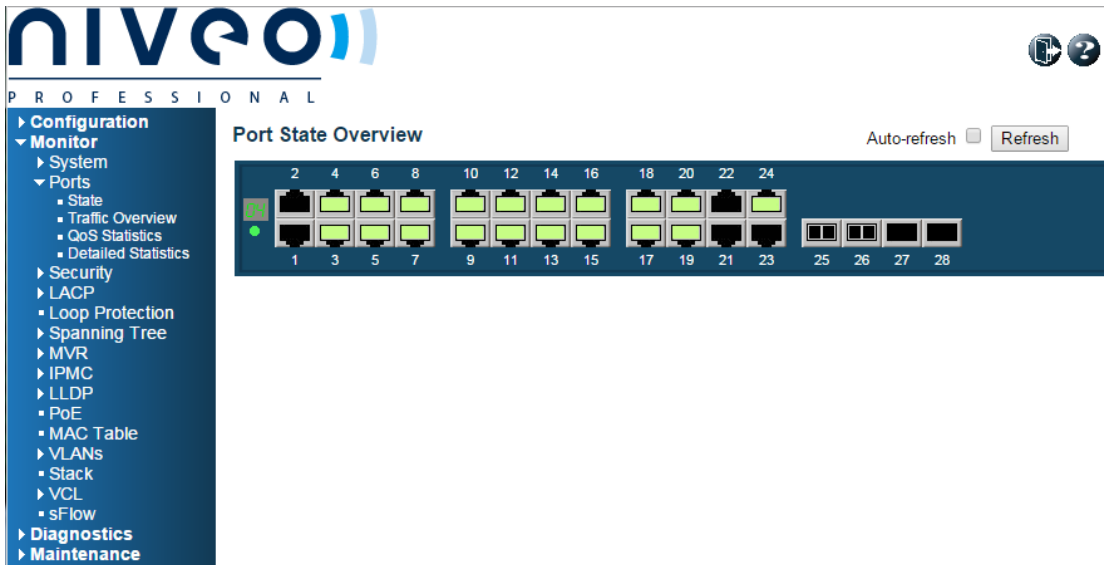 niveo
PROFESSIONAL
Configuration
Monitor
System
Ports
State
Traffic Overview
QoS Statistics
Detailed Statistics
Security
LACP
Loop Protection
Spanning Tree
MVR
IPMC
LLDP
PoE
MAC Table
VLANs
Stack
VCL
sFlow
Diagnostics
Maintenance
?
Port State Overview
Auto-refresh Refresh
2 4 6 8 10 12 14 16 18 20 22 24
1 3 5 7 9 11 13 15 17 19 21 23 25 26 27 28